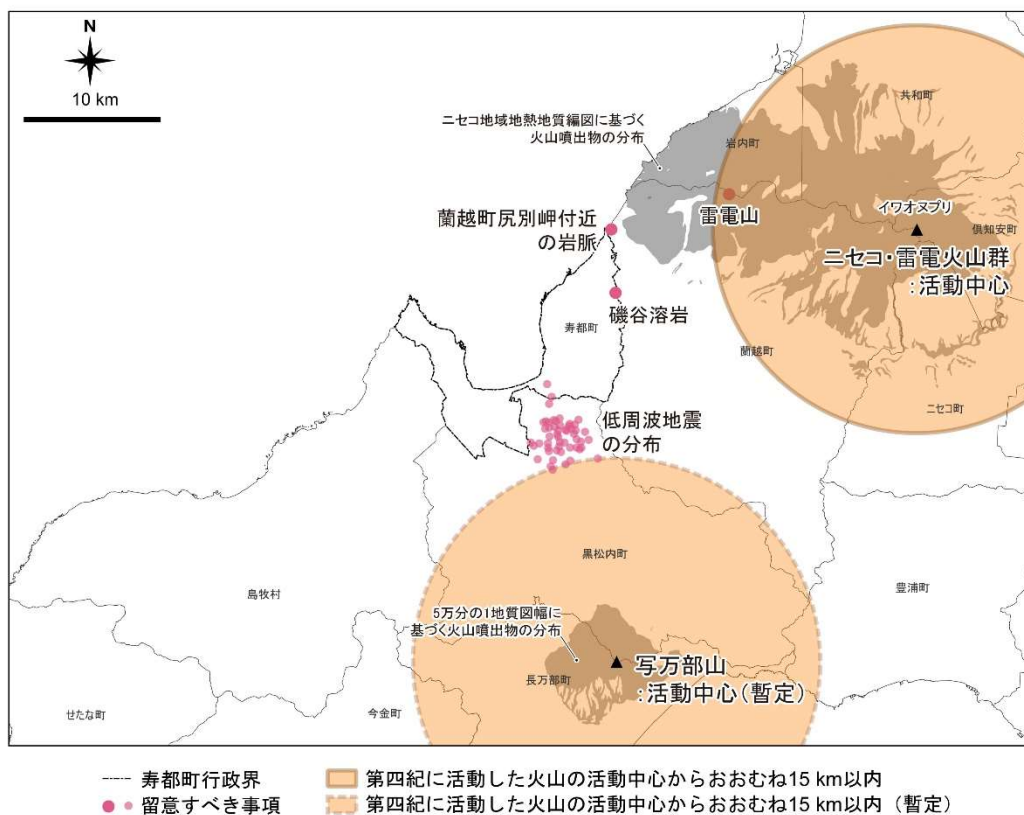 N
10 km
ニセコ地域地熱地質編図に基づく
火山噴出物の分布
共和町
岩内町
雷電山
イワオヌプリ
倶知安町
ニセコ・雷電火山群
:活動中心
蘭越町尻別岬付近
の岩脈
磯谷溶岩
寿都町
蘭越町
ニセコ町
低周波地震
の分布
黒松内町
島牧村
豊浦町
5万分の1地質図幅に
基づく火山噴出物の分布
写万部山
:活動中心(暫定)
長万部町
せたな町
今金町
寿都町行政界
第四紀に活動した火山の活動中心からおおむね15 km以内
留意すべき事項
第四紀に活動した火山の活動中心からおおむね15 km以内(暫定)